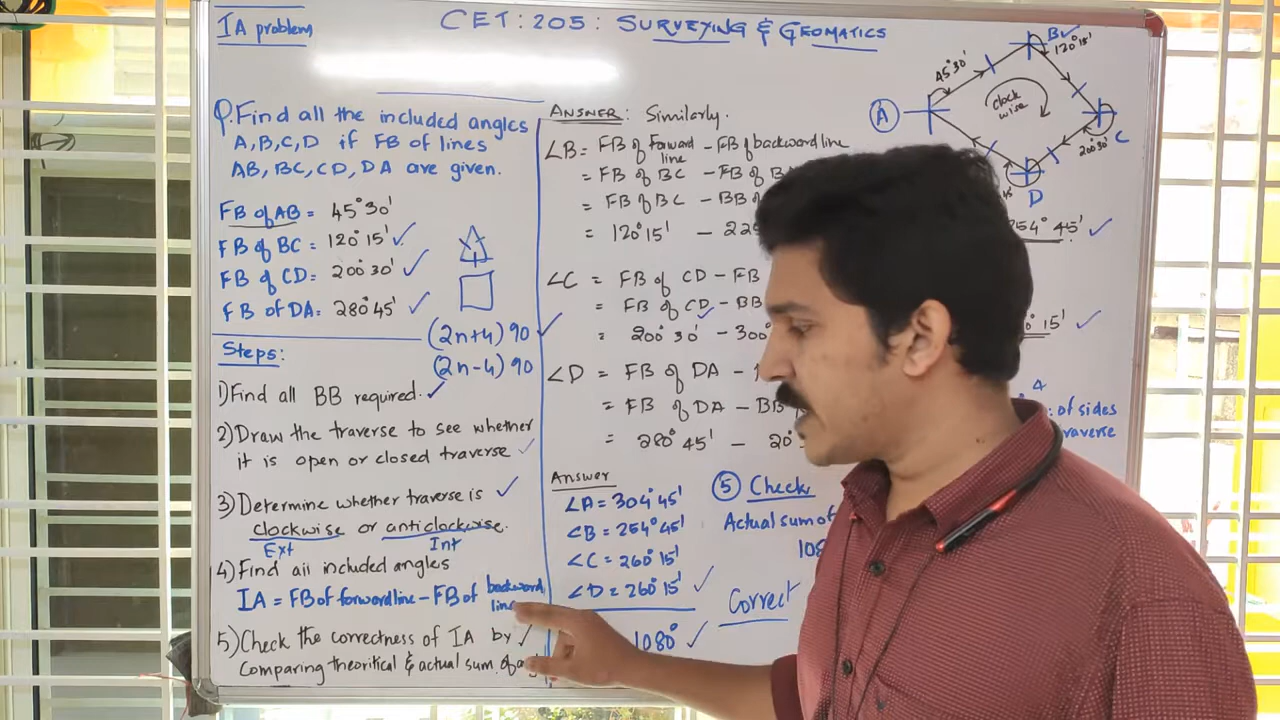 IA problem
CET: 205: SURVEYING & GEOMATICS
Q. Find all the included angles
A, B, C, D if FB of lines
AB, BC, CD, DA are given.
FB of AB = 45°30'
FB of BC = 120°15' ✓
FB of CD = 200°30' ✓
FB of DA = 280°45' ✓
(2n+4) 90 ✓
(2n-4) 90
Steps:
1) Find all BB required. ✓
2) Draw the traverse to see whether
it is open or closed traverse ✓
3) Determine whether traverse is ✓
clockwise or anticlockwise.
Ext Int
4) Find all included angles
IA = FB of forward line - FB of backward
line
5) Check the correctness of IA by ✓
Comparing theoritical & actual sum. of
ANSWER: Similarly.
∠B = FB of forward line - FB of backword line
= FB of BC - FB of
= FB of BC - BB of
= 120°15' -
∠C = FB of CD - FB
= FB of CD - BB
= 200°30' - 300°
∠D = FB of DA -
= FB of DA - BB
= 280°45' - 20°
Answer
∠A = 304°45'
∠B = 254°45'
∠C = 260°15'
∠D = 260°15' ✓
1080° ✓
5 Check
Actual sum of
Correct
A
45°30'
B ✓
120°15'
Clock
wise
C
200°30'
D
254°45' ✓
15' ✓
4
of sides